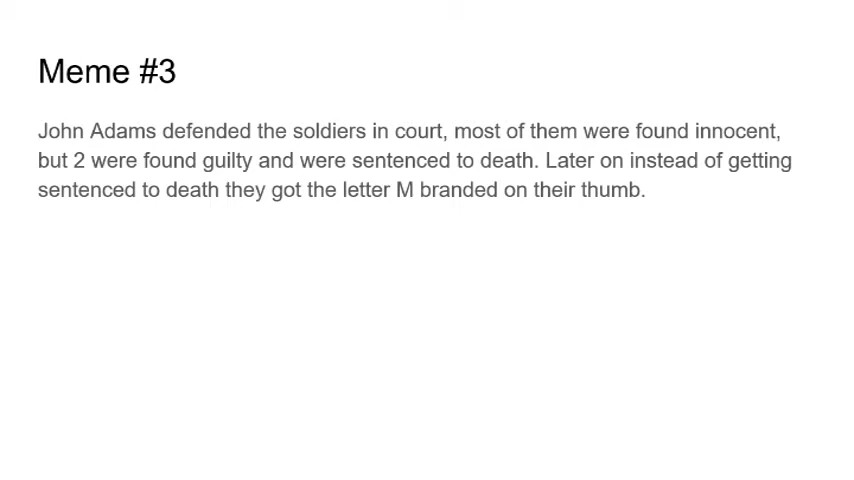 Meme #3
John Adams defended the soldiers in court, most of them were found innocent,
but 2 were found guilty and were sentenced to death. Later on instead of getting
sentenced to death they got the letter M branded on their thumb.